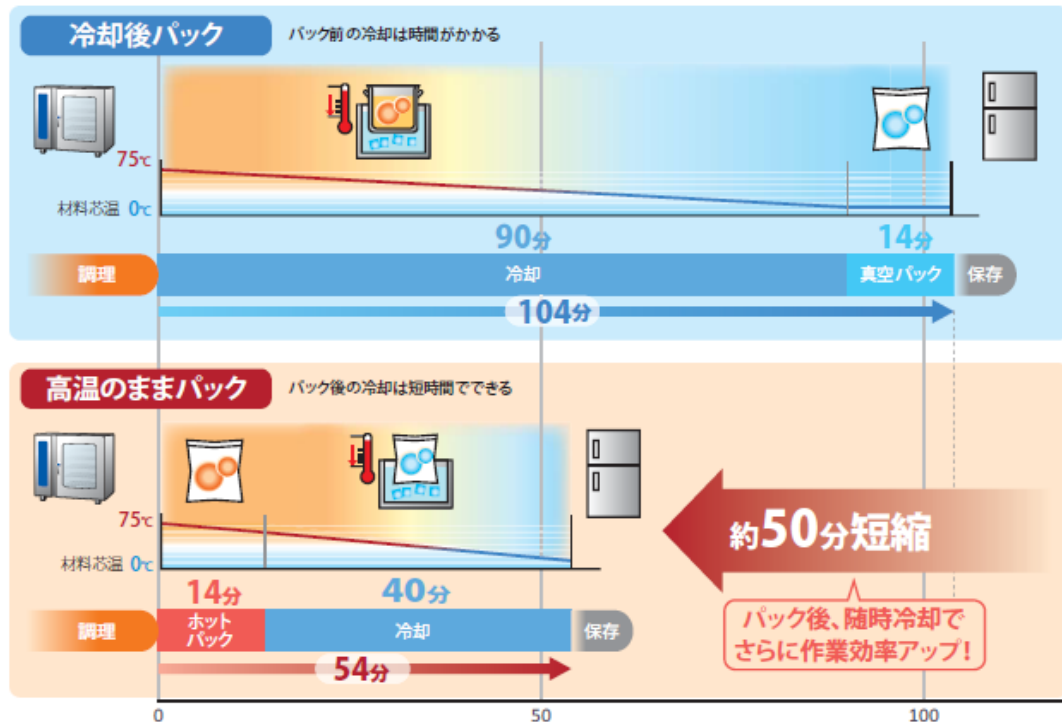 冷却後パック
パック前の冷却は時間がかかる
75℃
材料芯温 0℃
90分
14分
調理
冷却
真空パック
保存
104分
高温のままパック
パック後の冷却は短時間でできる
75℃
材料芯温 0℃
約50分短縮
14分
40分
調理
ホット
パック
冷却
保存
パック後、随時冷却で
さらに作業効率アップ!
54分
0
50
100